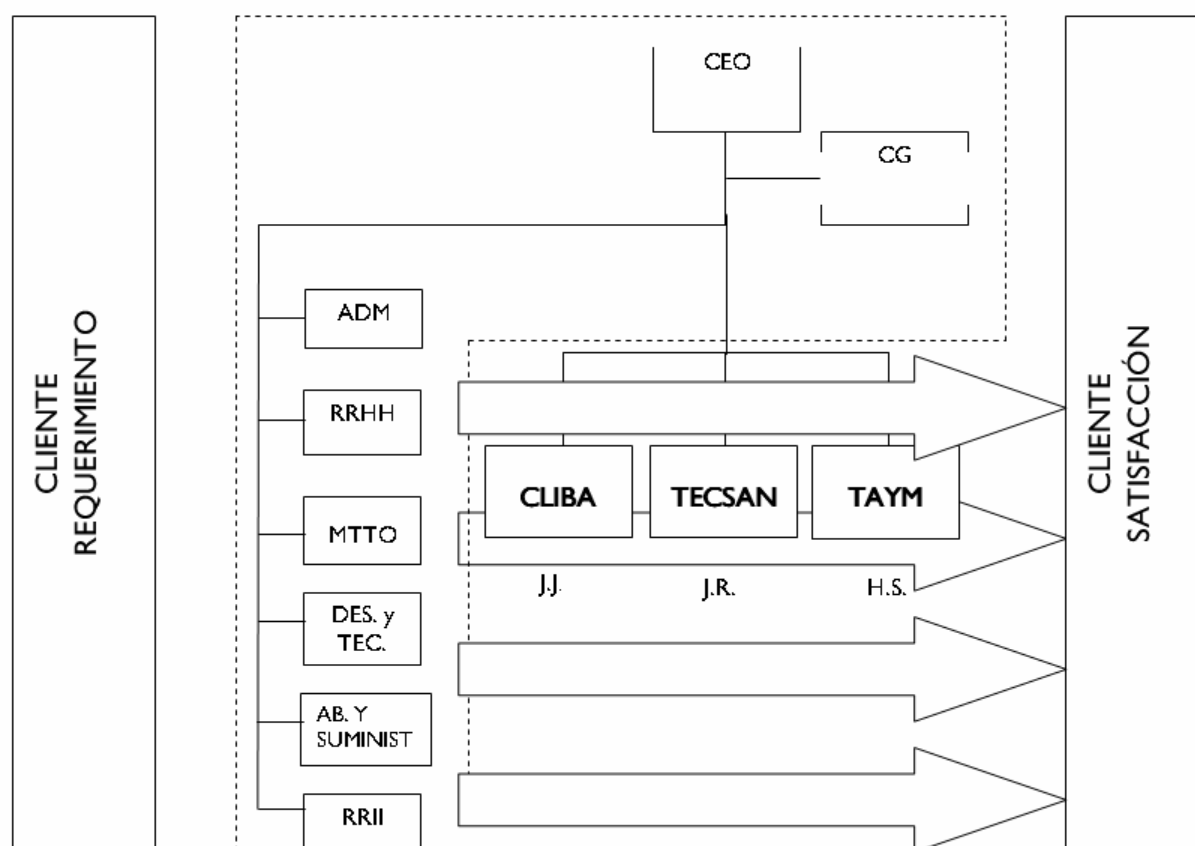 CEO
CG
CLIENTE
REQUERIMIENTO
ADM
RRHH
MTTO
DES. y
TEC.
AB. Y
SUMINIST
RRII
CLIBA
TECSAN
TAYM
J.J.
J.R.
H.S.
CLIENTE
SATISFACCIÓN